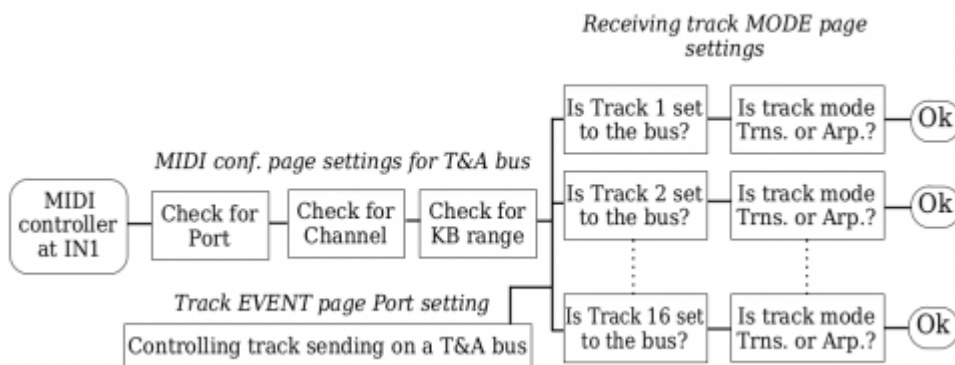 Receiving track MODE page
settings
Is Track 1 set
to the bus?
Is track mode
Trns. or Arp.?
Ok
MIDI conf. page settings for T&A bus
MIDI
controller
at IN1
Check for
Port
Check for
Channel
Check for
KB range
Is Track 2 set
to the bus?
Is track mode
Trns. or Arp.?
Ok
Track EVENT page Port setting
Controlling track sending on a T&A bus
Is Track 16 set
to the bus?
Is track mode
Trns. or Arp.?
Ok